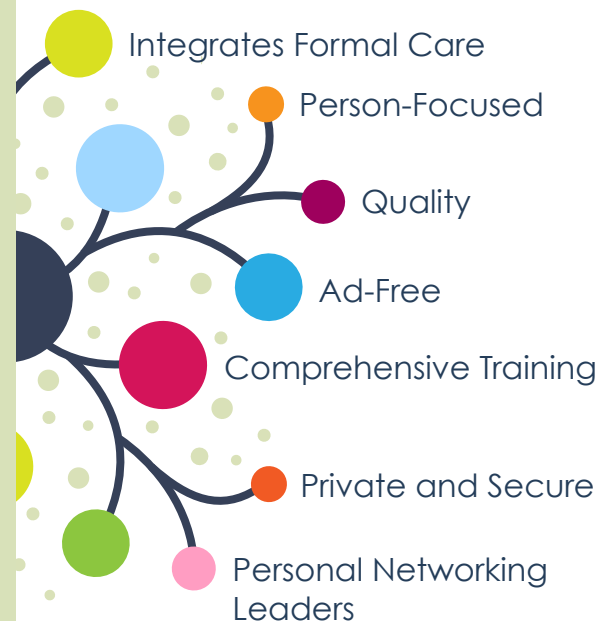 Integrates Formal Care
Person-Focused
Quality
Ad-Free
Comprehensive Training
Private and Secure
Personal Networking
Leaders